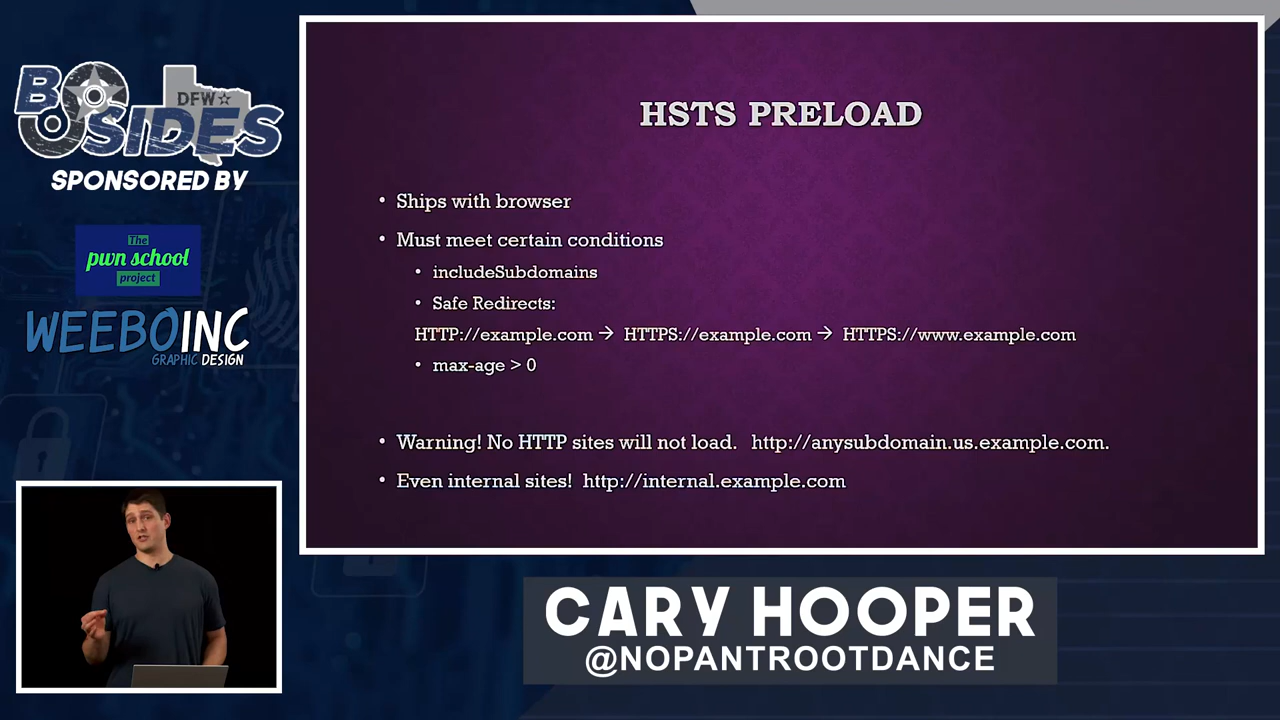 BSIDES
DFW
SPONSORED BY
The
pwn school
project
WEEBOINC
GRAPHIC DESIGN
HSTS PRELOAD
• Ships with browser
• Must meet certain conditions
• includeSubdomains
• Safe Redirects:
HTTP://example.com → HTTPS://example.com → HTTPS://www.example.com
• max-age > 0
• Warning! No HTTP sites will not load. http://anysubdomain.us.example.com.
• Even internal sites! http://internal.example.com
CARY HOOPER
@NOPANTROOTDANCE